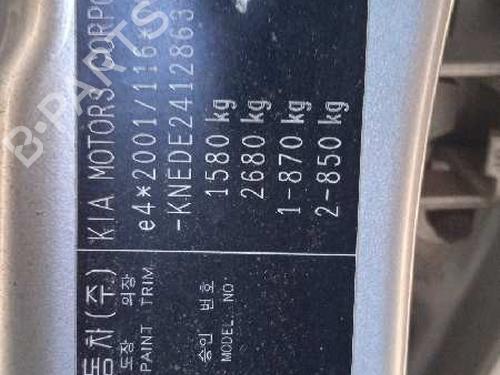 동차(주) KIA MOTORS CORPO
e4*2001/116*
-KNEDE2412863
1580 kg
2680 kg
1-870 kg
2-850 kg
도장 외장
PAINT TRIM
승인 번호
MODEL NO
B-PARTS